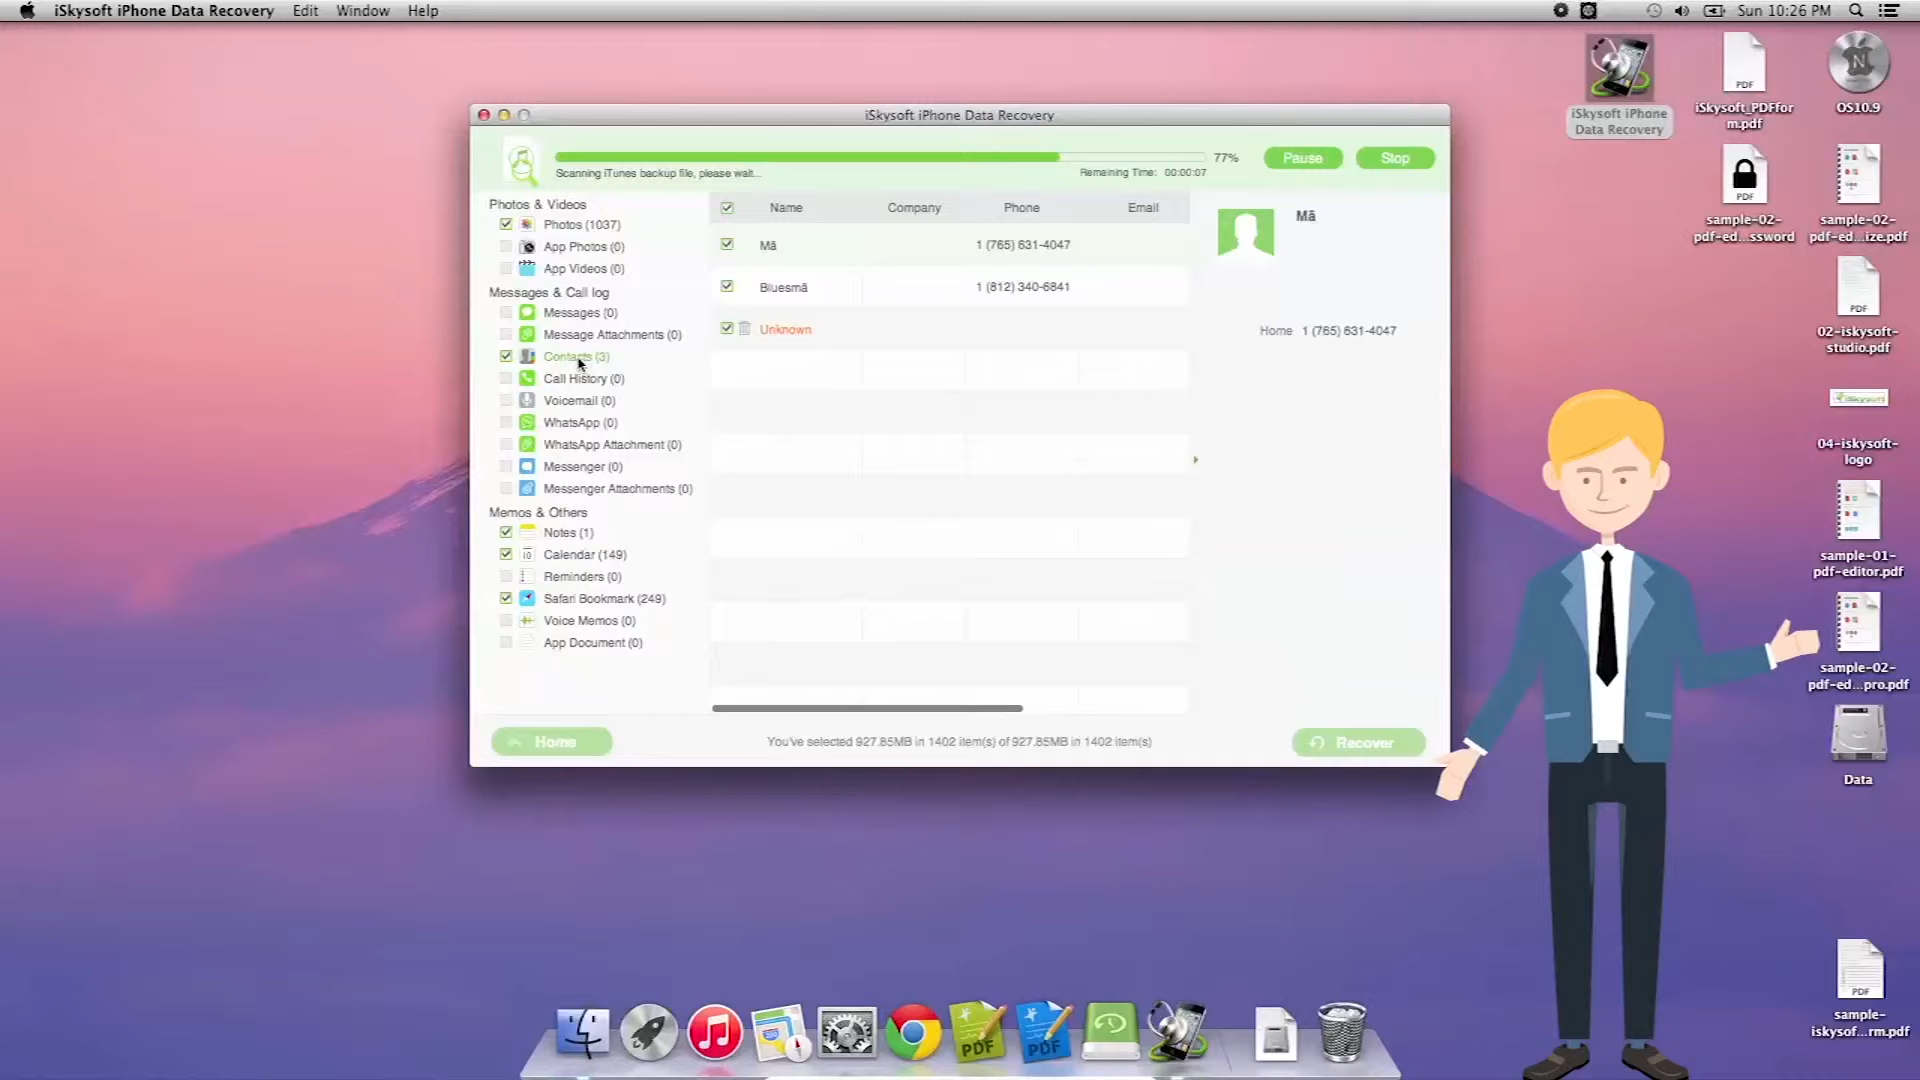 iSkysoft iPhone Data Recovery Edit Window Help
Sun 10:26 PM
iSkysoft iPhone Data Recovery
Scanning iTunes backup file, please wait...
77%
Remaining Time: 00:00:07
Pause
Stop
Photos & Videos
Photos (1037)
App Photos (0)
App Videos (0)
Messages & Call log
Messages (0)
Message Attachments (0)
Contacts (3)
Call History (0)
Voicemail (0)
WhatsApp (0)
WhatsApp Attachment (0)
Messenger (0)
Messenger Attachments (0)
Memos & Others
Notes (1)
Calendar (149)
Reminders (0)
Safari Bookmark (249)
Voice Memos (0)
App Document (0)
Name Company Phone Email
Mã 1 (765) 631-4047
Bluesmã 1 (812) 340-6841
Unknown
Mã
Home 1 (765) 631-4047
Home
You've selected 927.85MB in 1402 item(s) of 927.85MB in 1402 item(s)
Recover
iSkysoft iPhone
Data Recovery
PDF
iSkysoft_PDFfor
m.pdf
N
OS10.9
PDF
sample-02-
pdf-ed...ssword
sample-02-
pdf-ed...ize.pdf
PDF
02-iskysoft-
studio.pdf
iSkysoft
04-iskysoft-
logo
sample-01-
pdf-editor.pdf
sample-02-
pdf-ed...pro.pdf
Data
PDF
sample-
iskysof...rm.pdf
PDF
PDF